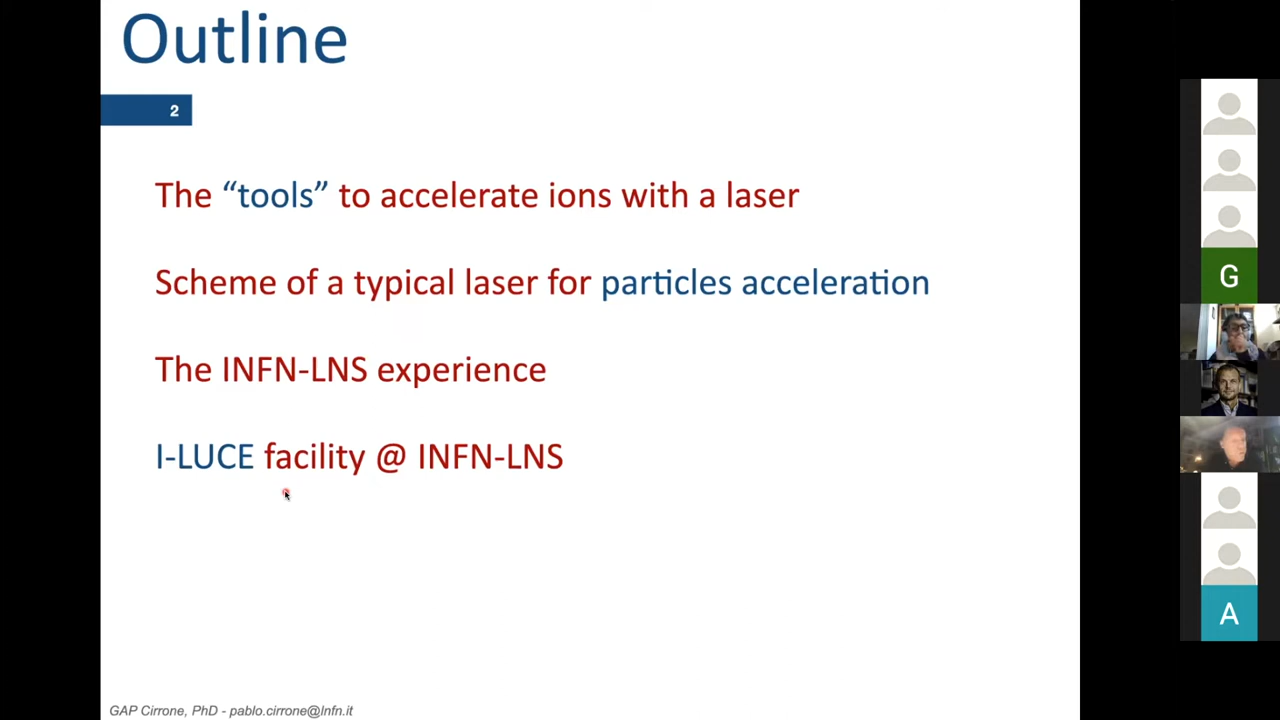 Outline
2
The “tools” to accelerate ions with a laser
Scheme of a typical laser for particles acceleration
The INFN-LNS experience
I-LUCE facility @ INFN-LNS
GAP Cirrone, PhD - pablo.cirrone@lnfn.it
G
A